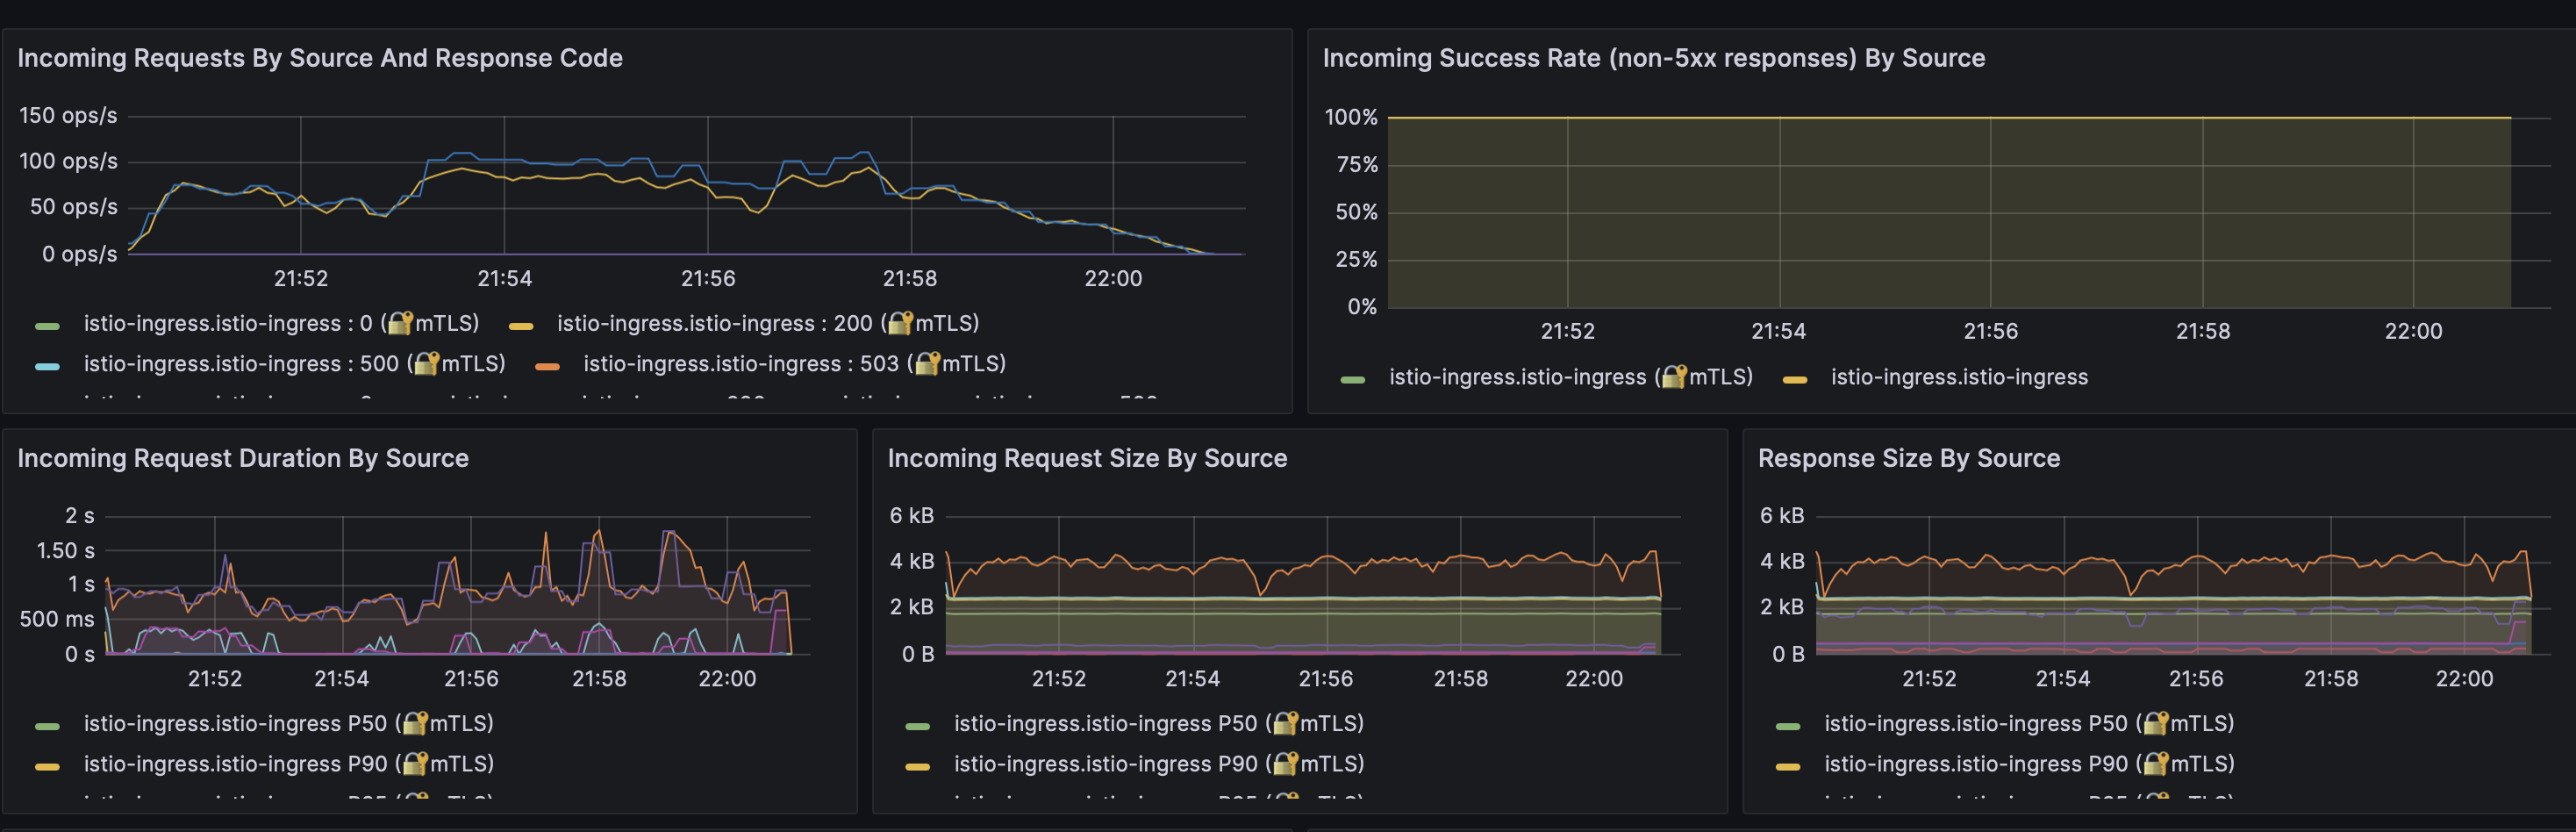 Incoming Requests By Source And Response Code
150 ops/s
100 ops/s
50 ops/s
0 ops/s
21:52 21:54 21:56 21:58 22:00
istio-ingress.istio-ingress : 0 (🔐mTLS) istio-ingress.istio-ingress : 200 (🔐mTLS)
istio-ingress.istio-ingress : 500 (🔐mTLS) istio-ingress.istio-ingress : 503 (🔐mTLS)
Incoming Success Rate (non-5xx responses) By Source
100%
75%
50%
25%
0%
21:52 21:54 21:56 21:58 22:00
istio-ingress.istio-ingress (🔐mTLS) istio-ingress.istio-ingress
Incoming Request Duration By Source
2 s
1.50 s
1 s
500 ms
0 s
21:52 21:54 21:56 21:58 22:00
istio-ingress.istio-ingress P50 (🔐mTLS)
istio-ingress.istio-ingress P90 (🔐mTLS)
Incoming Request Size By Source
6 kB
4 kB
2 kB
0 B
21:52 21:54 21:56 21:58 22:00
istio-ingress.istio-ingress P50 (🔐mTLS)
istio-ingress.istio-ingress P90 (🔐mTLS)
Response Size By Source
6 kB
4 kB
2 kB
0 B
21:52 21:54 21:56 21:58 22:00
istio-ingress.istio-ingress P50 (🔐mTLS)
istio-ingress.istio-ingress P90 (🔐mTLS)